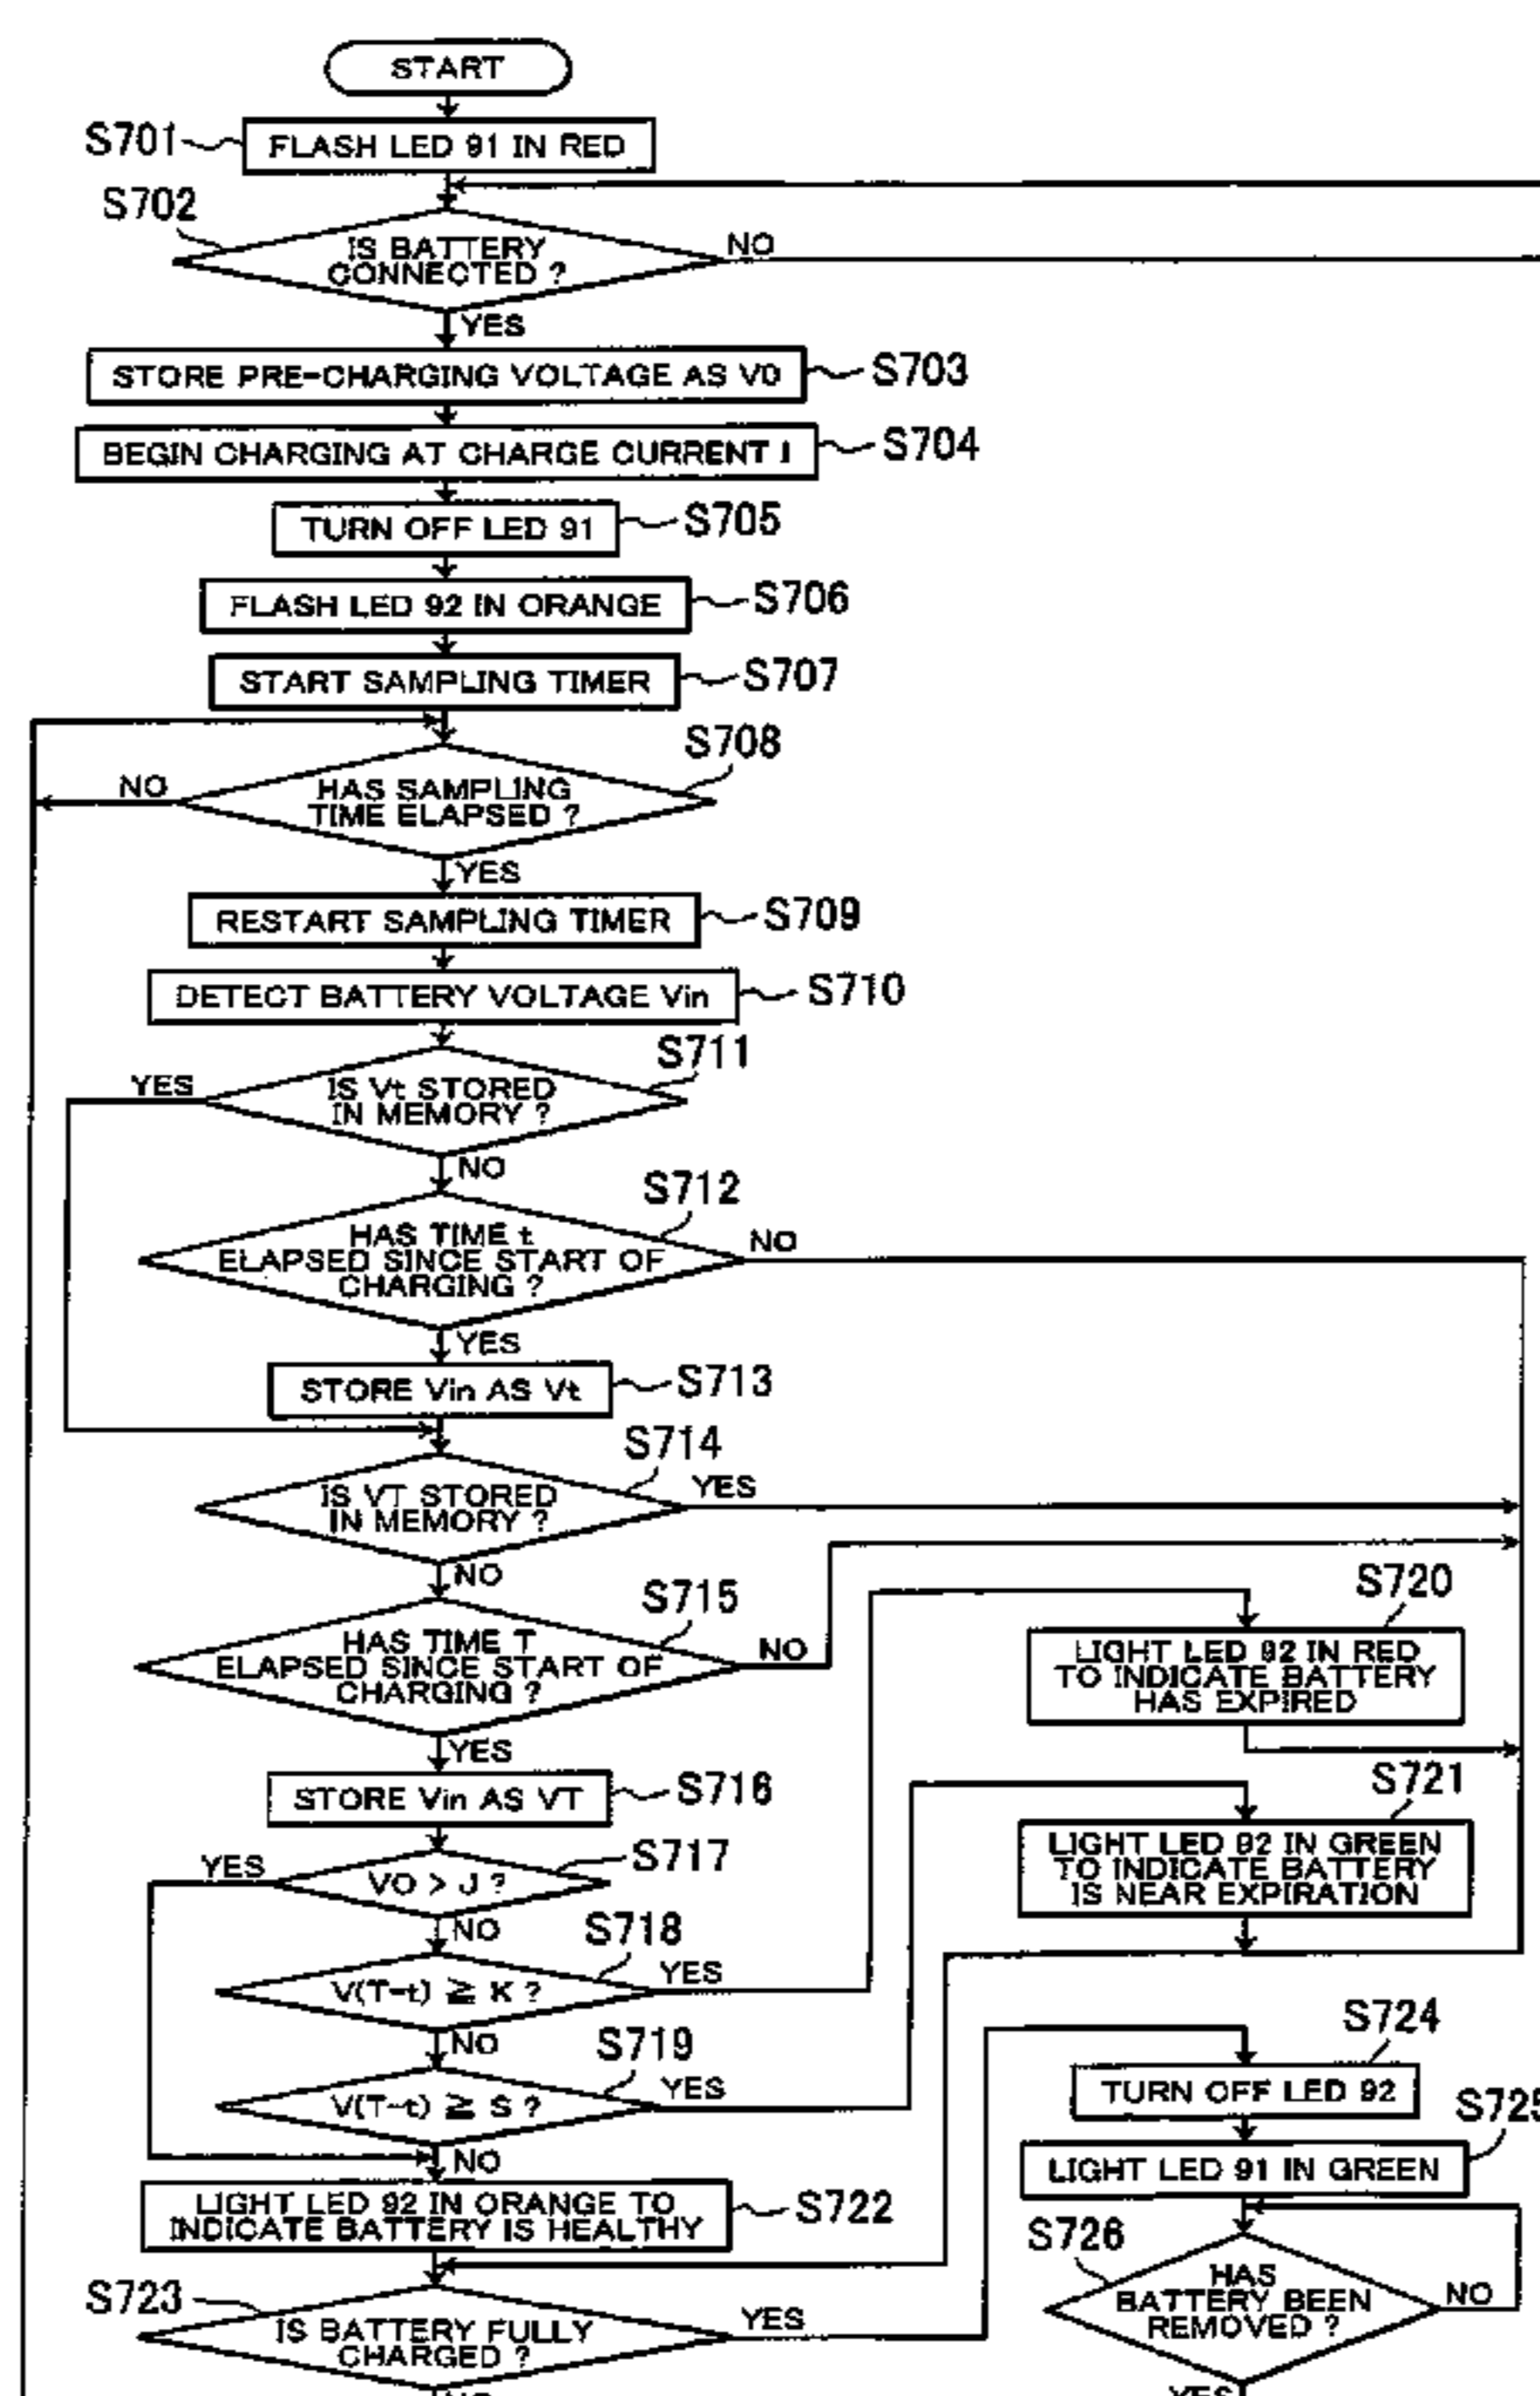 START
S701
FLASH LED 91 IN RED
S702
IS BATTERY
CONNECTED ?
NO
YES
STORE PRE-CHARGING VOLTAGE AS V0
S703
BEGIN CHARGING AT CHARGE CURRENT I
S704
TURN OFF LED 91
S705
FLASH LED 92 IN ORANGE
S706
START SAMPLING TIMER
S707
S708
HAS SAMPLING
TIME ELAPSED ?
NO
YES
RESTART SAMPLING TIMER
S709
DETECT BATTERY VOLTAGE Vin
S710
S711
IS Vt STORED
IN MEMORY ?
YES
NO
S712
HAS TIME t
ELAPSED SINCE START OF
CHARGING ?
NO
YES
STORE Vin AS Vt
S713
S714
IS VT STORED
IN MEMORY ?
YES
NO
S715
HAS TIME T
ELAPSED SINCE START OF
CHARGING ?
NO
YES
STORE Vin AS VT
S716
S717
VO > J ?
YES
NO
S718
V(T-t) ≧ K ?
YES
NO
S719
V(T-t) ≧ S ?
YES
NO
S720
LIGHT LED 92 IN RED
TO INDICATE BATTERY
HAS EXPIRED
S721
LIGHT LED 92 IN GREEN
TO INDICATE BATTERY
IS NEAR EXPIRATION
LIGHT LED 92 IN ORANGE TO
INDICATE BATTERY IS HEALTHY
S722
S723
IS BATTERY FULLY
CHARGED ?
YES
NO
S724
TURN OFF LED 92
S725
LIGHT LED 91 IN GREEN
S726
HAS
BATTERY BEEN
REMOVED ?
NO
YES